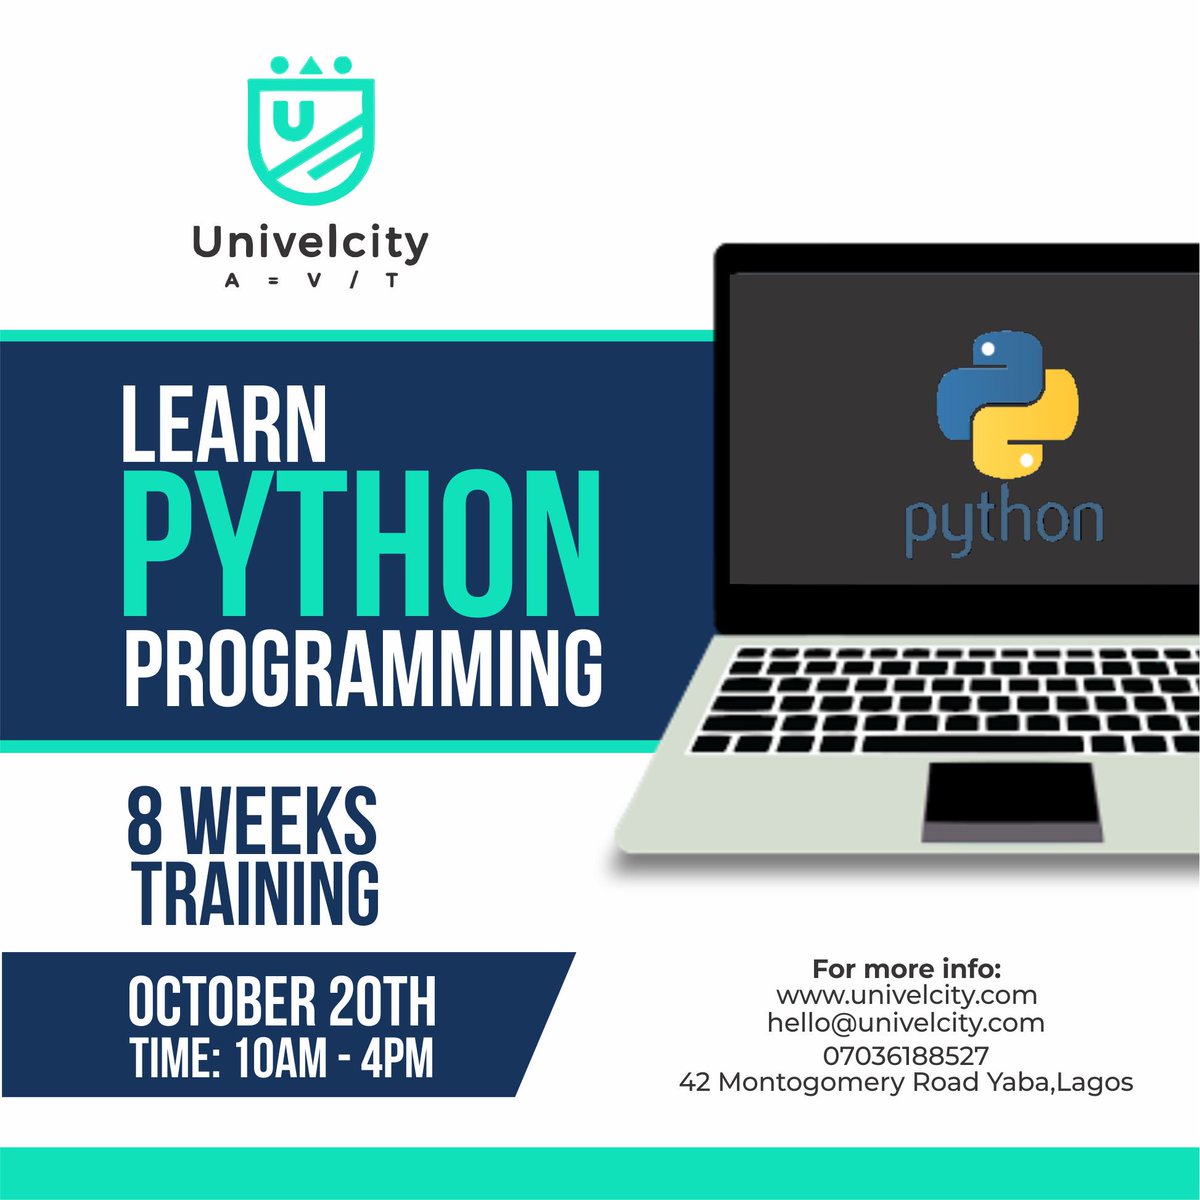 U
Univelcity
A = V / T
LEARN
PYTHON
PROGRAMMING
python
8 WEEKS
TRAINING
OCTOBER 20TH
TIME: 10AM - 4PM
For more info:
www.univelcity.com
hello@univelcity.com
07036188527
42 Montogomery Road Yaba,Lagos